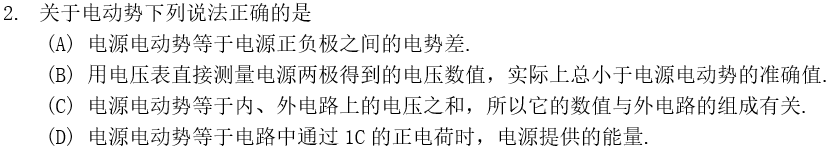 2. 关于电动势下列说法正确的是
(A) 电源电动势等于电源正负极之间的电势差.
(B) 用电压表直接测量电源两极得到的电压数值，实际上总小于电源电动势的准确值.
(C) 电源电动势等于内、外电路上的电压之和，所以它的数值与外电路的组成有关.
(D) 电源电动势等于电路中通过 1C 的正电荷时，电源提供的能量.